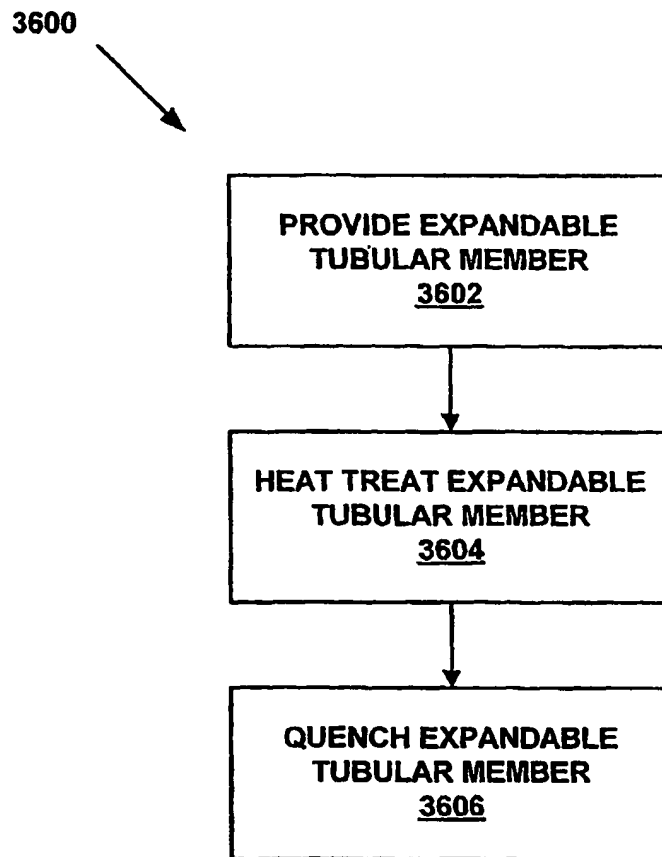 3600
PROVIDE EXPANDABLE
TUBULAR MEMBER
3602
HEAT TREAT EXPANDABLE
TUBULAR MEMBER
3604
QUENCH EXPANDABLE
TUBULAR MEMBER
3606